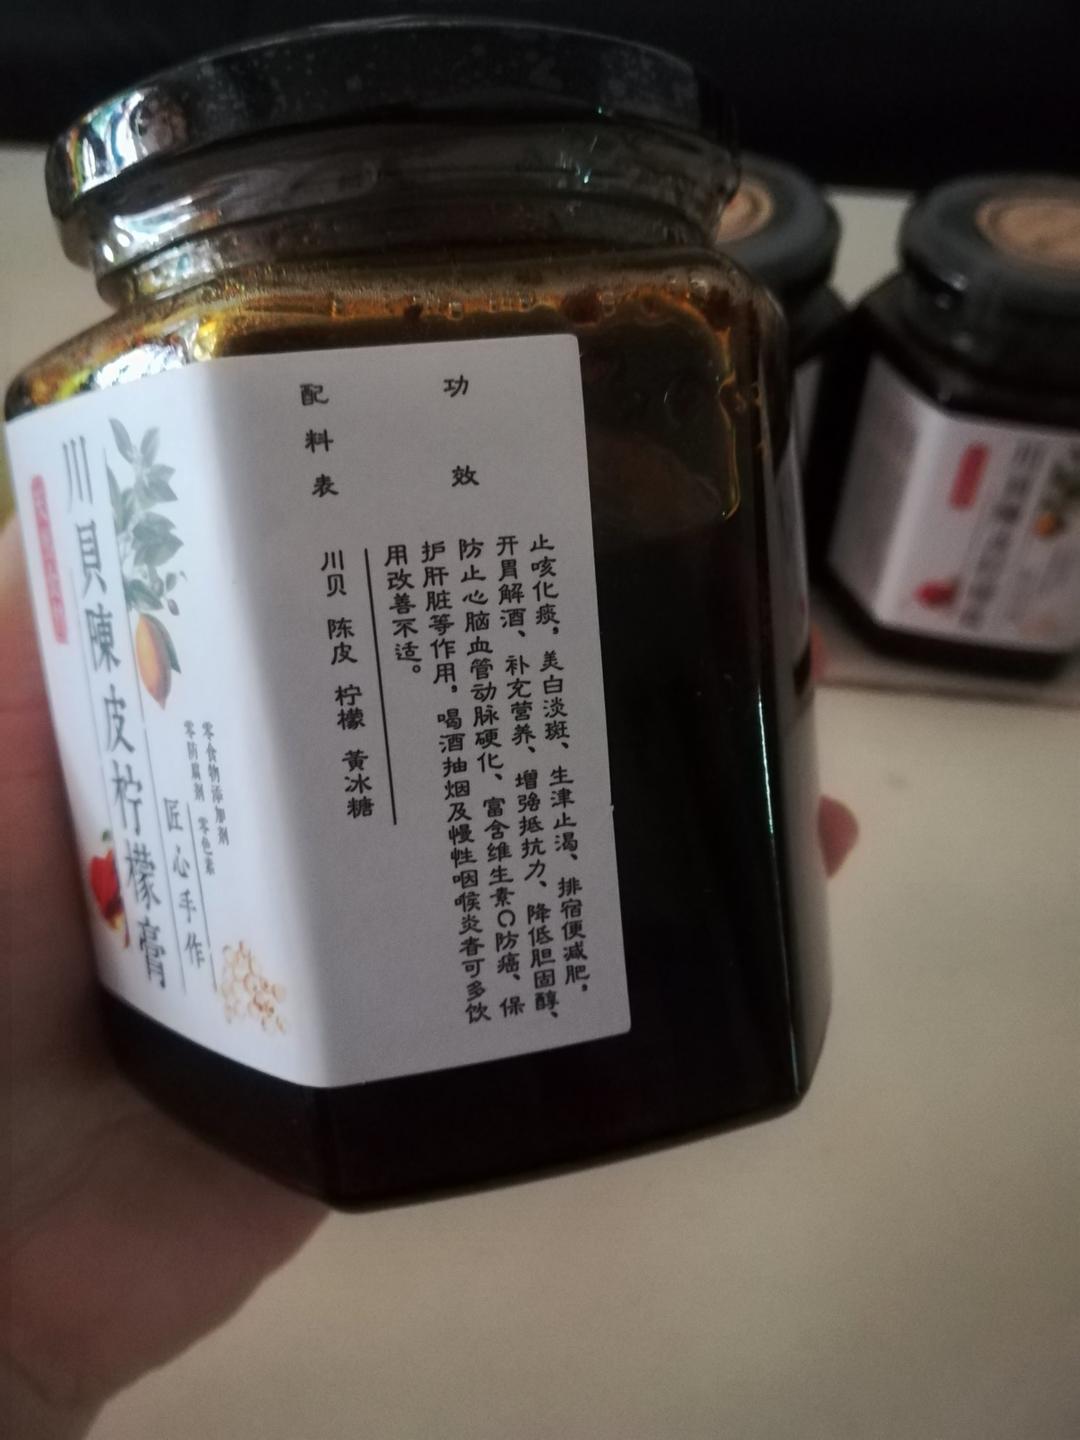 川貝陳皮柠檬膏
零食物添加剂
零防腐剂 零色素
匠心手作
功效
止咳化痰，美白淡斑、生津止渴、排宿便减肥，
开胃解酒、补充营养、增强抵抗力、降低胆固醇、
防止心脑血管动脉硬化、富含维生素C防癌、保
护肝脏等作用，喝酒抽烟及慢性咽喉炎者可多饮
用改善不适。
配料表
川贝 陈皮 柠檬 黄冰糖